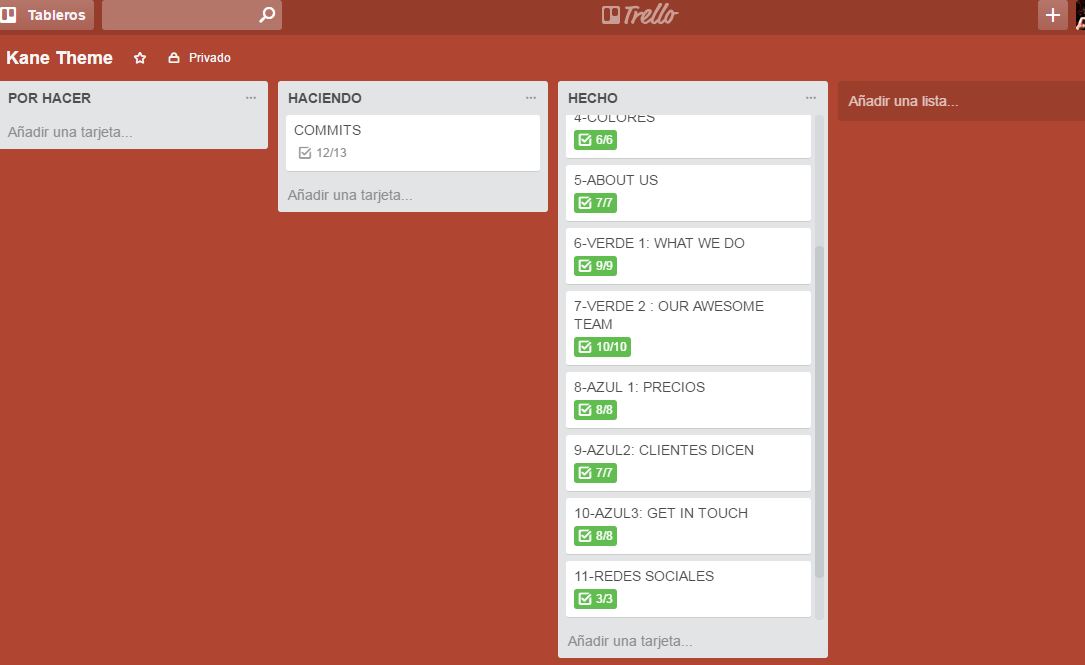 Tableros
Trello
Kane Theme
Privado
POR HACER
Añadir una tarjeta...
HACIENDO
COMMITS
12/13
Añadir una tarjeta...
HECHO
4-COLORES
6/6
5-ABOUT US
7/7
6-VERDE 1: WHAT WE DO
9/9
7-VERDE 2 : OUR AWESOME
TEAM
10/10
8-AZUL 1: PRECIOS
8/8
9-AZUL2: CLIENTES DICEN
7/7
10-AZUL3: GET IN TOUCH
8/8
11-REDES SOCIALES
3/3
Añadir una tarjeta...
Añadir una lista...